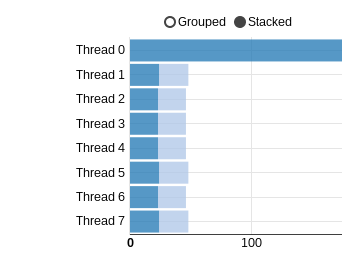 Grouped Stacked
Thread 0
Thread 1
Thread 2
Thread 3
Thread 4
Thread 5
Thread 6
Thread 7
0 100